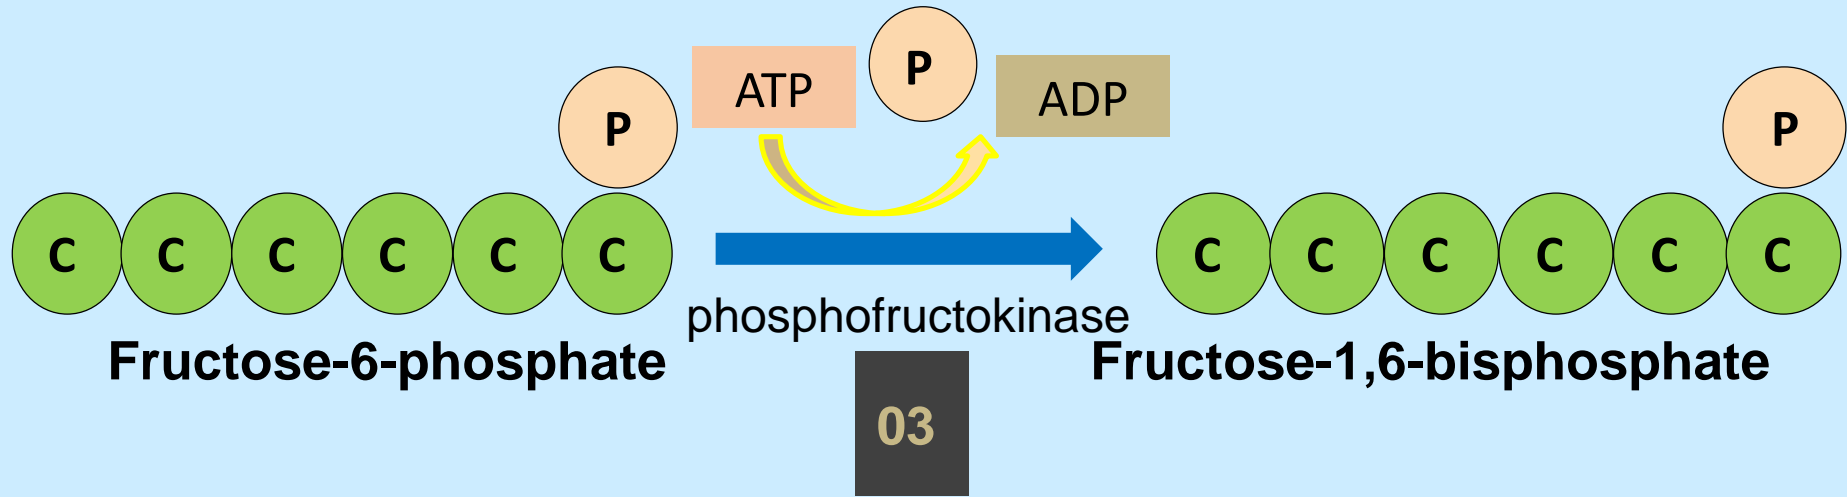 P
ATP
P
ADP
P
C C C C C C
C C C C C C
phosphofructokinase
Fructose-6-phosphate
Fructose-1,6-bisphosphate
03